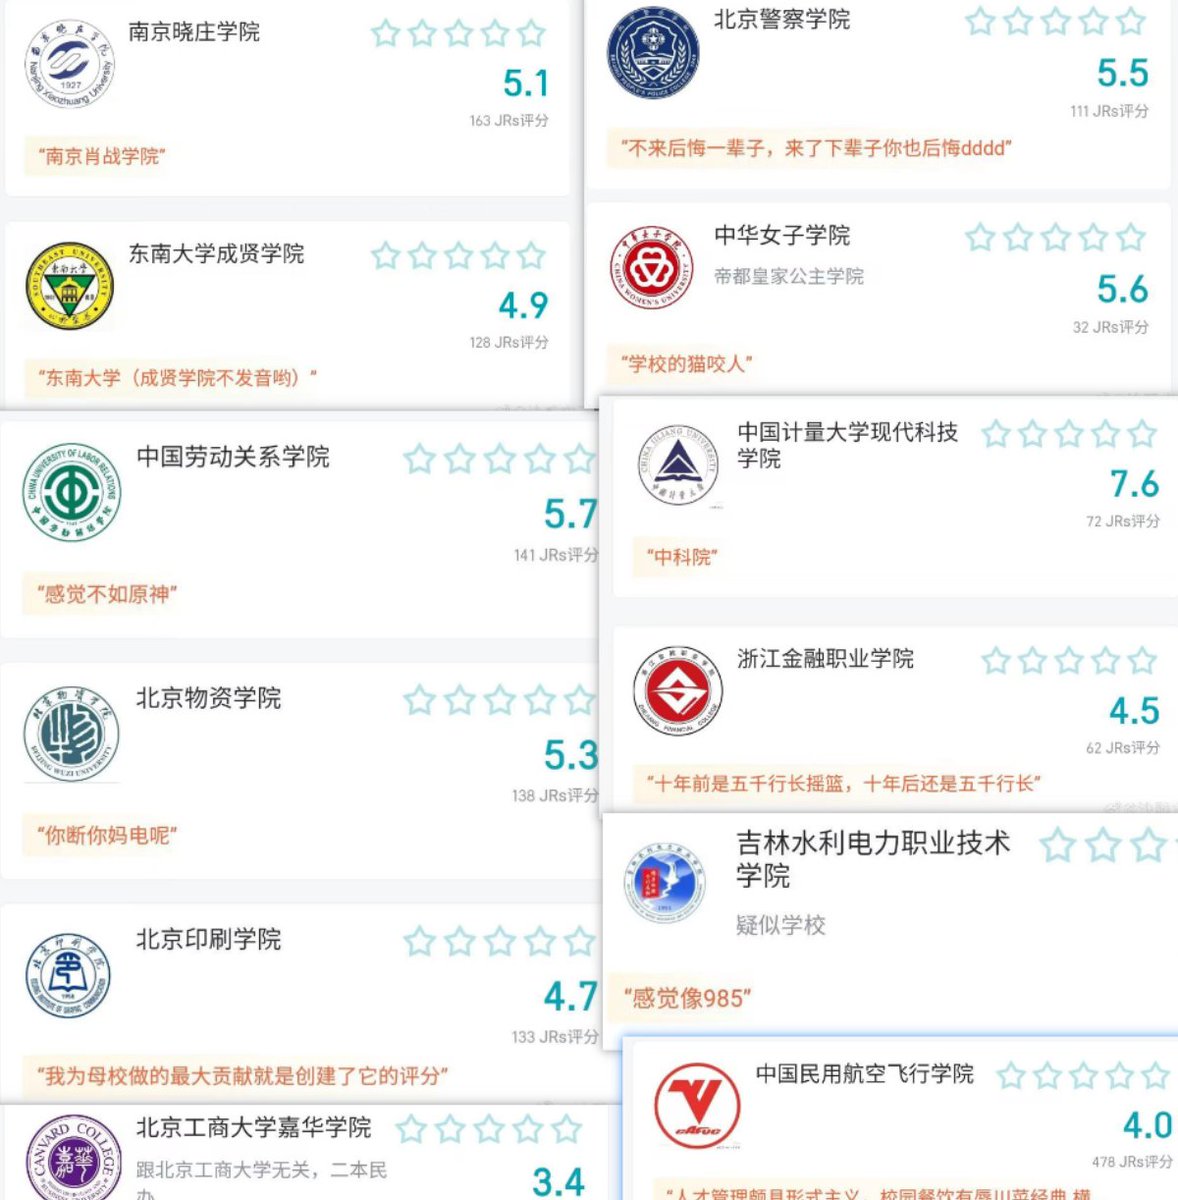 南京晓庄学院
5.1
163 JRs评分
“南京肖战学院”
东南大学成贤学院
4.9
128 JRs评分
“东南大学（成贤学院不发音哟）”
北京警察学院
5.5
111 JRs评分
“不来后悔一辈子，来了下辈子你也后悔dddd”
中华女子学院
帝都皇家公主学院
5.6
32 JRs评分
“学校的猫咬人”
中国劳动关系学院
5.7
141 JRs评分
“感觉不如原神”
北京物资学院
5.3
138 JRs评分
“你断你妈电呢”
北京印刷学院
4.7
133 JRs评分
“我为母校做的最大贡献就是创建了它的评分”
北京工商大学嘉华学院
跟北京工商大学无关，二本民
办
3.4
中国计量大学现代科技
学院
7.6
72 JRs评分
“中科院”
浙江金融职业学院
4.5
62 JRs评分
“十年前是五千行长摇篮，十年后还是五千行长”
吉林水利电力职业技术
学院
疑似学校
“感觉像985”
中国民用航空飞行学院
4.0
478 JRs评分
“人才管理颇具形式主义，校园餐饮有辱川菜经典，横